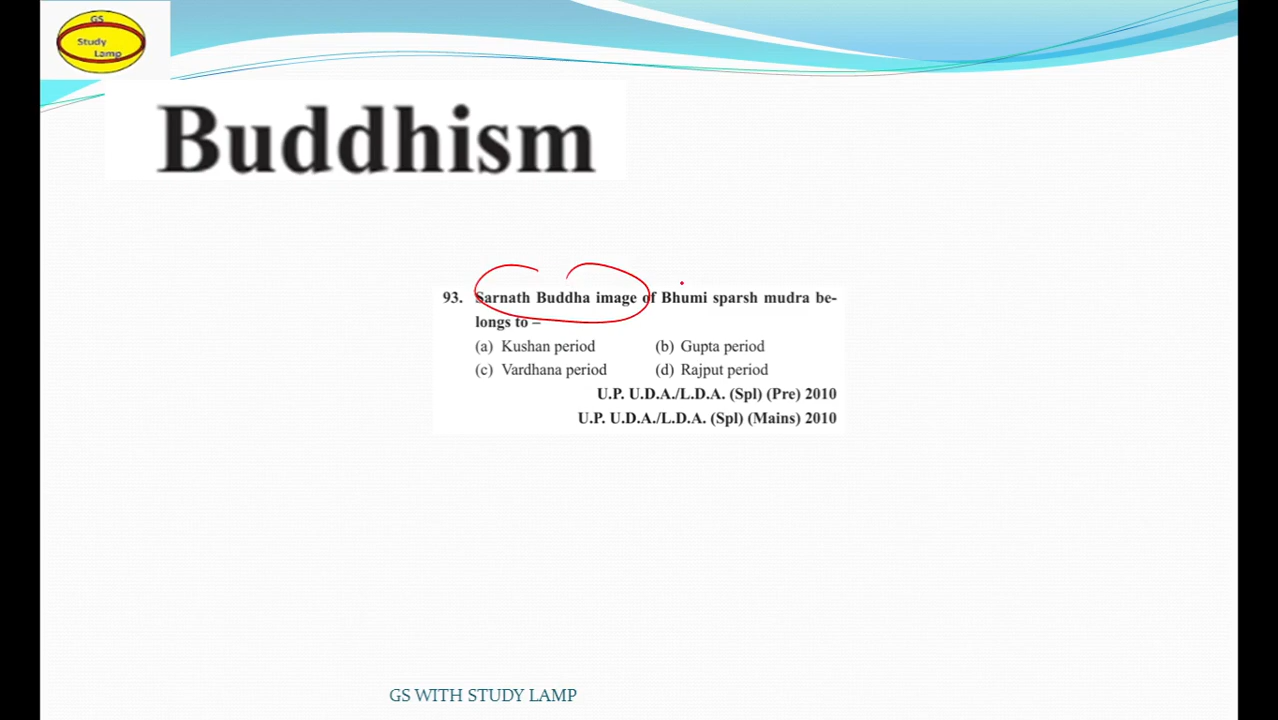 GS
Study
Lamp
Buddhism
93. Sarnath Buddha image of Bhumi sparsh mudra be-
longs to –
(a) Kushan period (b) Gupta period
(c) Vardhana period (d) Rajput period
U.P. U.D.A./L.D.A. (Spl) (Pre) 2010
U.P. U.D.A./L.D.A. (Spl) (Mains) 2010
GS WITH STUDY LAMP